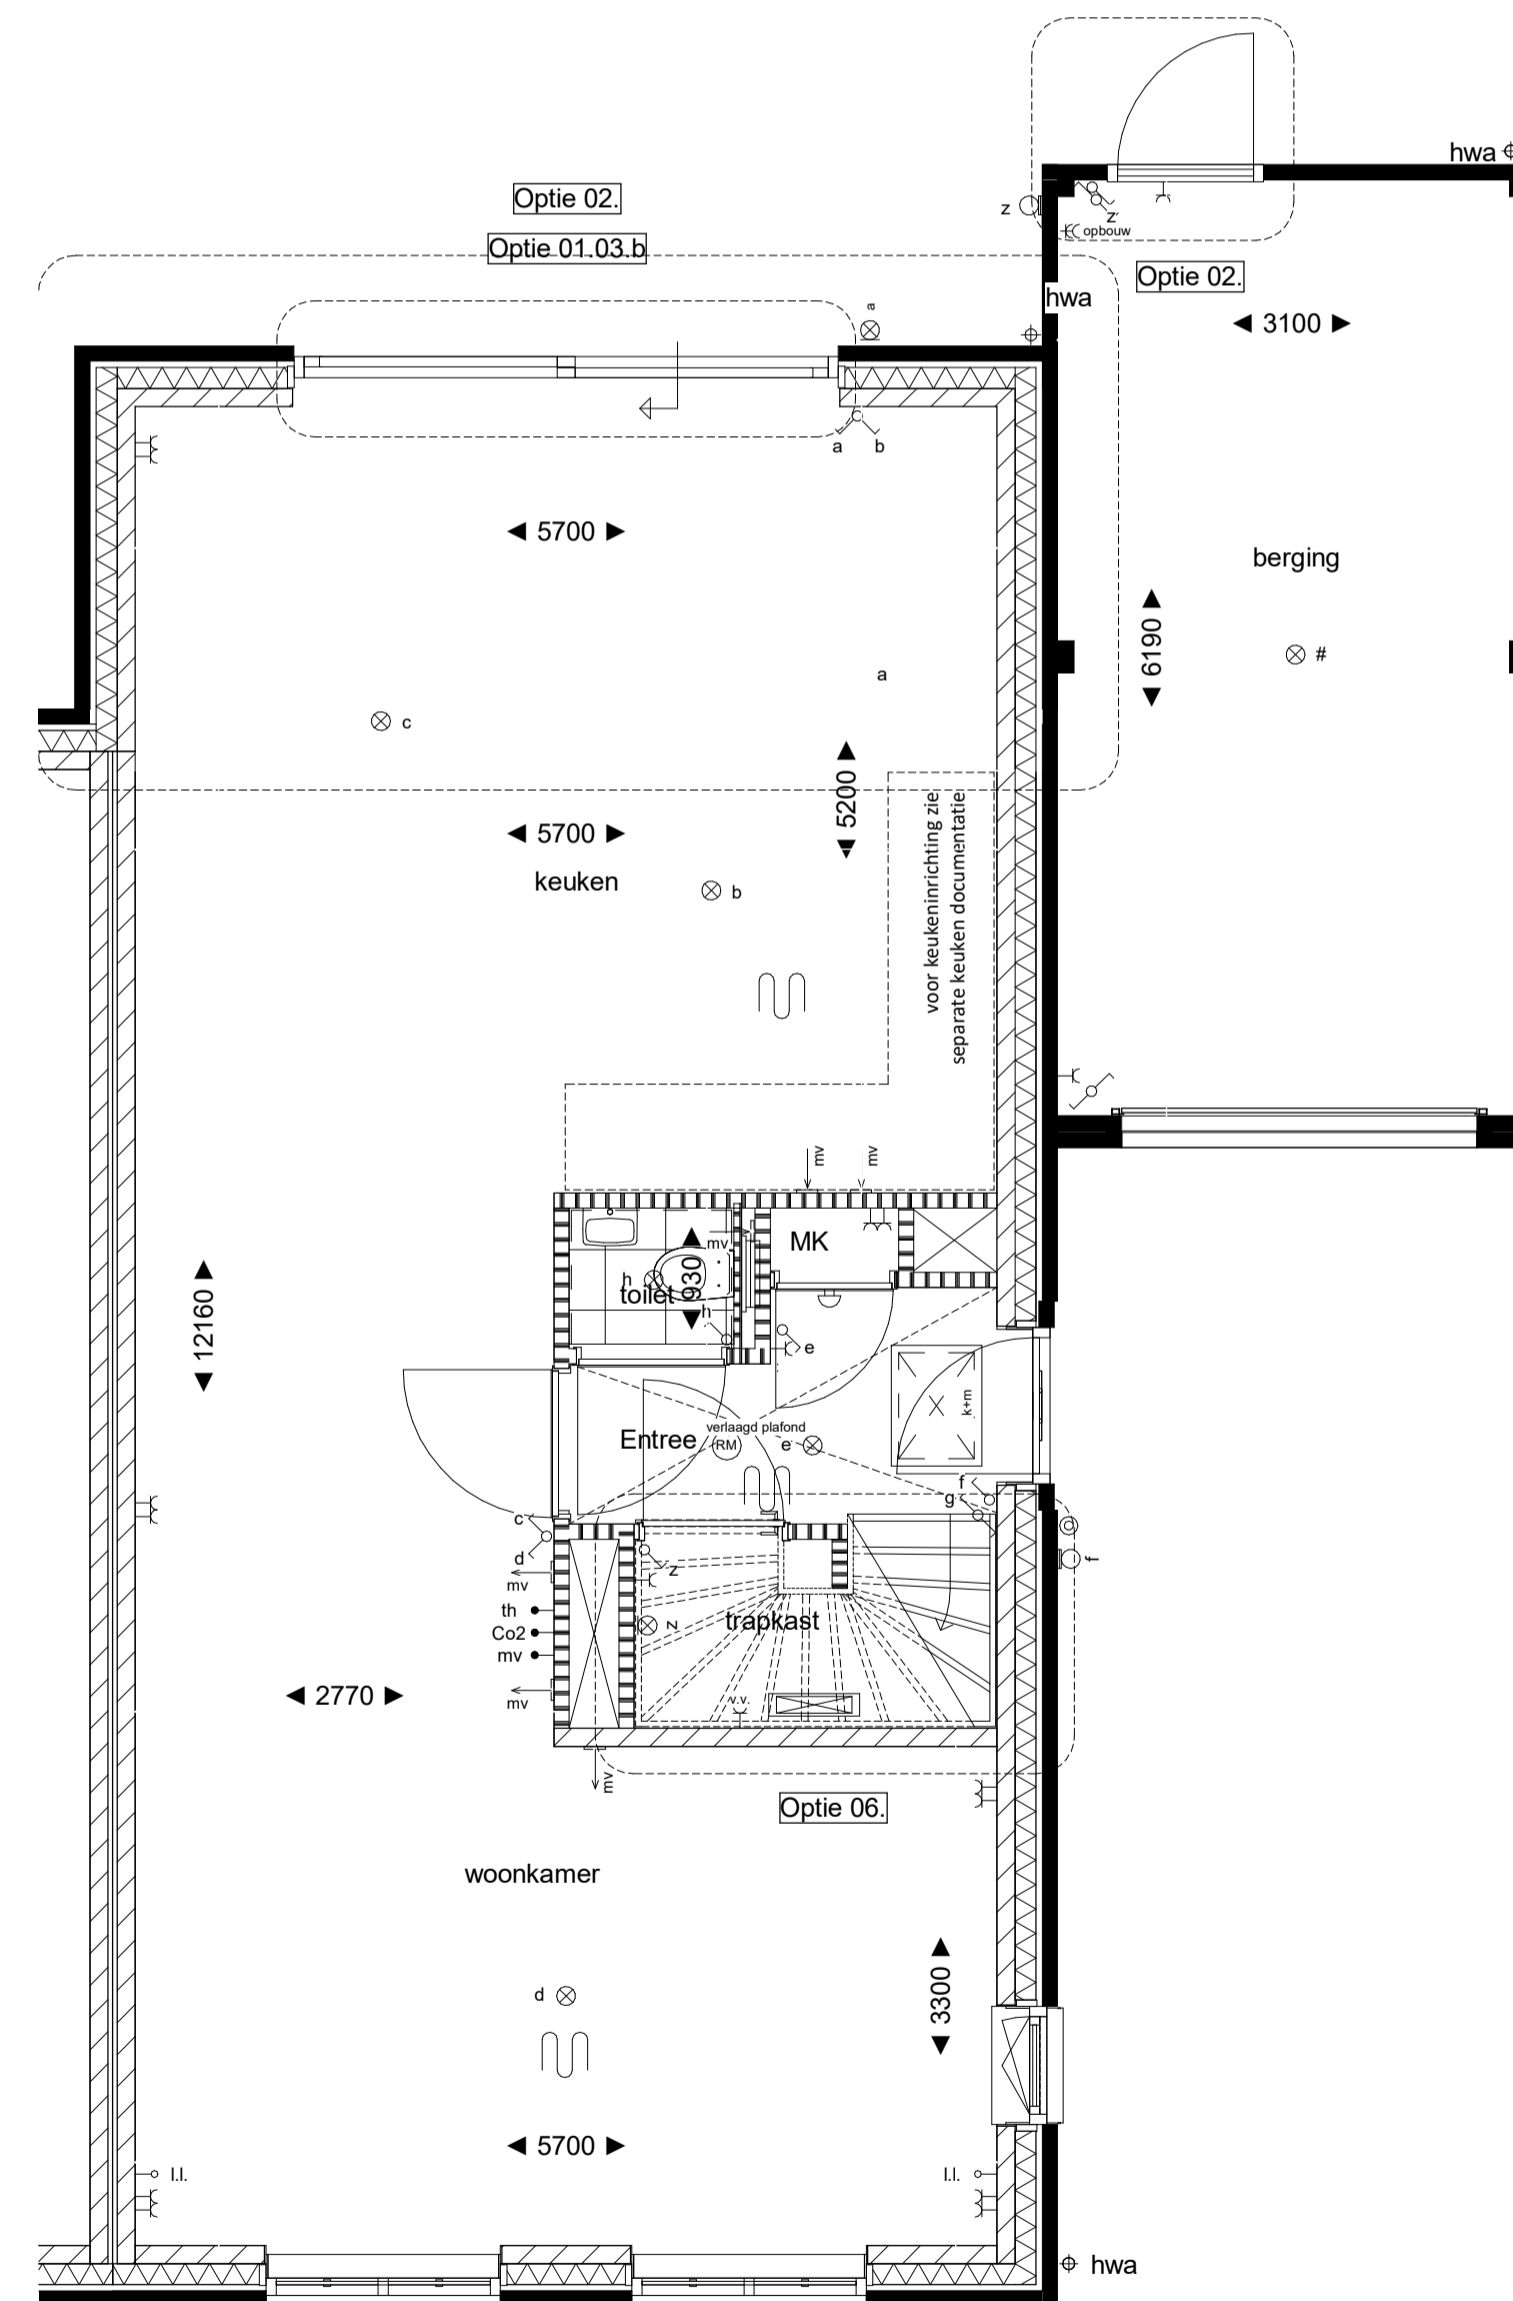 hwa
Optie 02.
z
z
opbouw
Optie 01.03.b
Optie 02.
hwa
a
3100
a b
5700
berging
6190
#
a
c
5200
5700
keuken
b
voor keukeninrichting zie
separate keuken documentatie
mv
mv
mv
MK
h
toilet
930
h
12160
e
k+m
verlaagd plafond
Entree
RM
e
f
g
c
d
f
z
mv
th
z
trapkast
Co2
mv
2770
mv
v.v.
mv
Optie 06.
woonkamer
3300
d
5700
l.l.
l.l.
hwa